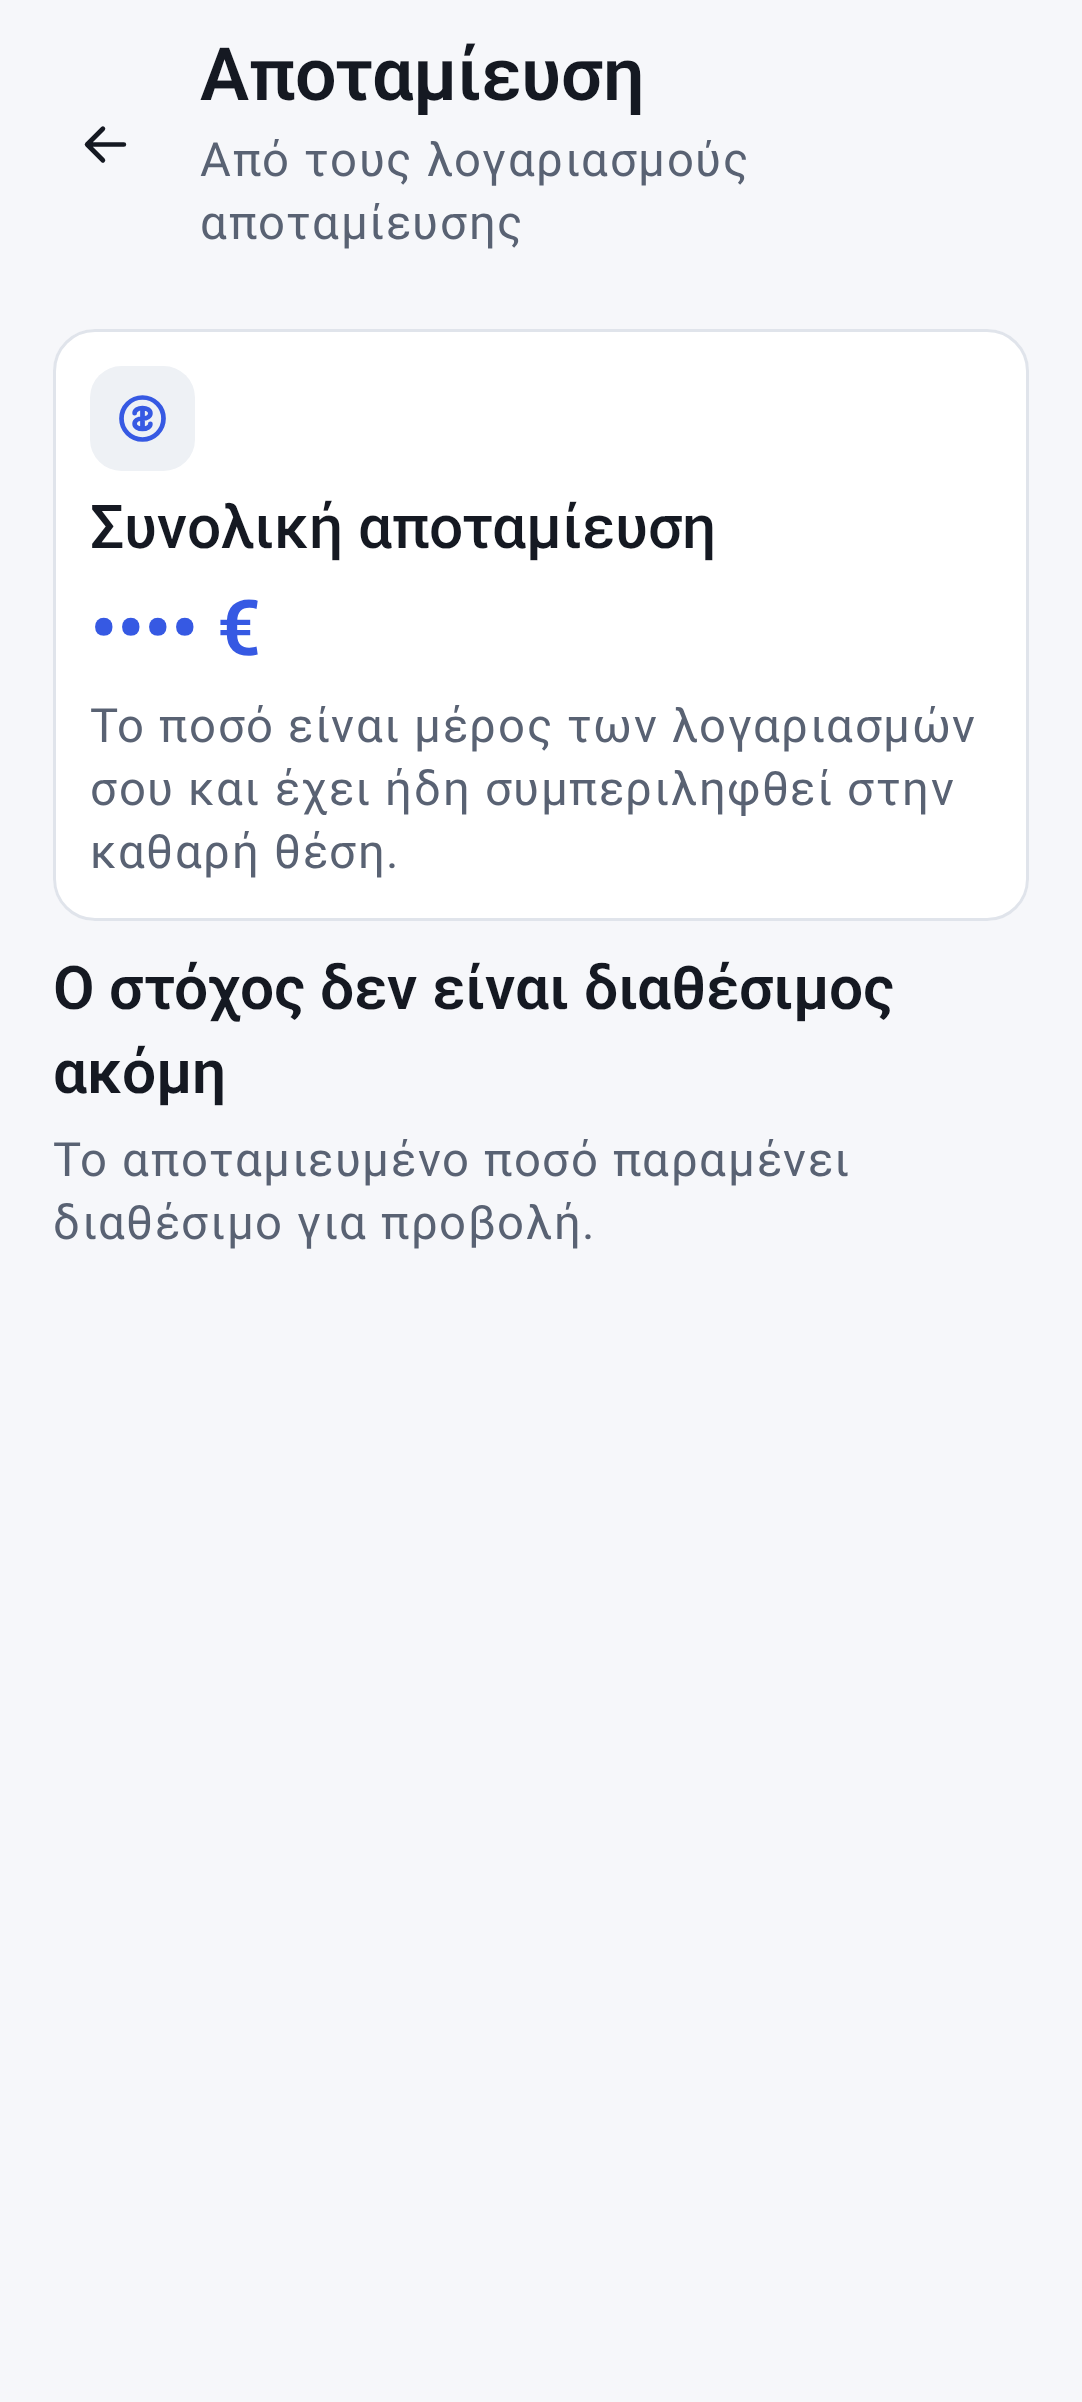 Αποταμίευση
Από τους λογαριασμούς
αποταμίευσης
Συνολική αποταμίευση
•••• €
Το ποσό είναι μέρος των λογαριασμών
σου και έχει ήδη συμπεριληφθεί στην
καθαρή θέση.
Ο στόχος δεν είναι διαθέσιμος
ακόμη
Το αποταμιευμένο ποσό παραμένει
διαθέσιμο για προβολή.